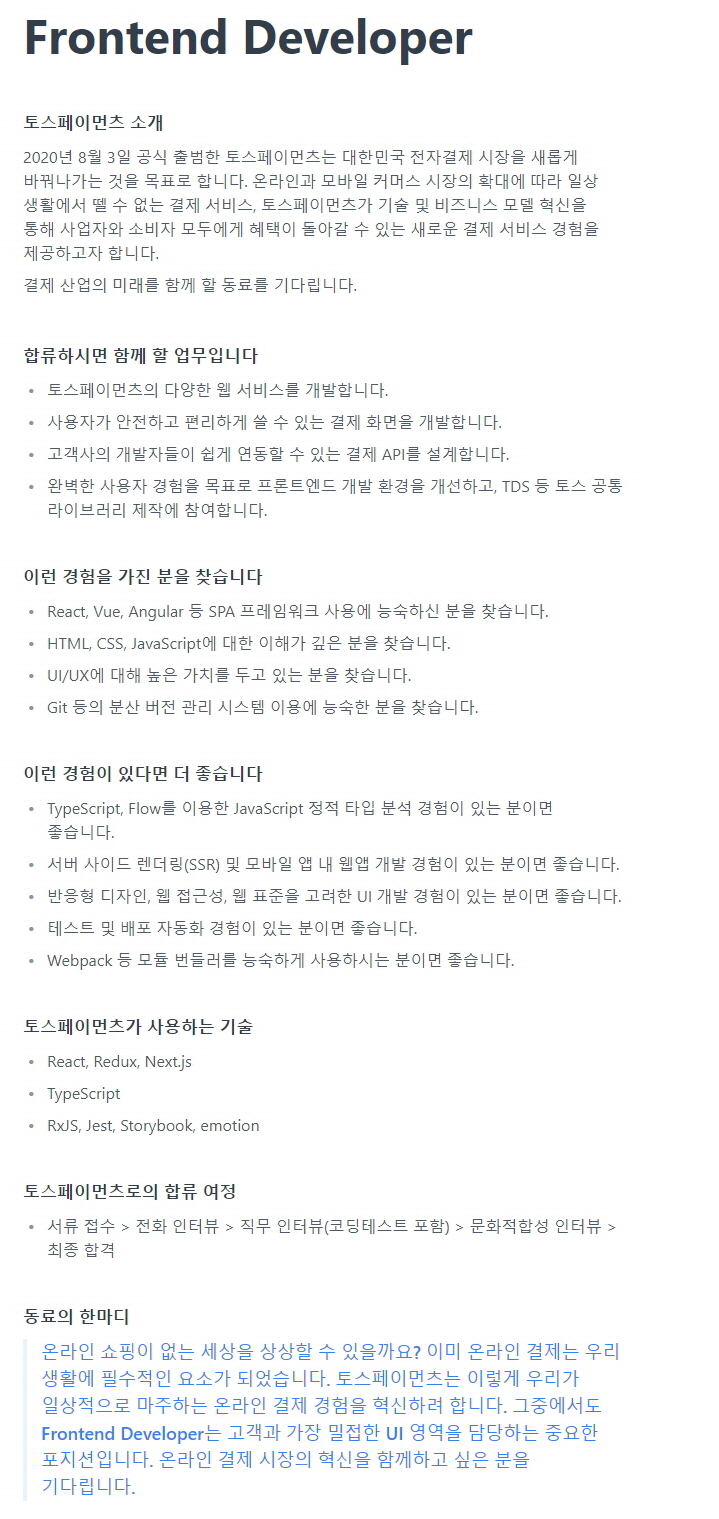 Frontend Developer
토스페이먼츠 소개
2020년 8월 3일 공식 출범한 토스페이먼츠는 대한민국 전자결제 시장을 새롭게
바꿔나가는 것을 목표로 합니다. 온라인과 모바일 커머스 시장의 확대에 따라 일상
생활에서 뗄 수 없는 결제 서비스, 토스페이먼츠가 기술 및 비즈니스 모델 혁신을
통해 사업자와 소비자 모두에게 혜택이 돌아갈 수 있는 새로운 결제 서비스 경험을
제공하고자 합니다.
결제 산업의 미래를 함께 할 동료를 기다립니다.
합류하시면 함께 할 업무입니다
• 토스페이먼츠의 다양한 웹 서비스를 개발합니다.
• 사용자가 안전하고 편리하게 쓸 수 있는 결제 화면을 개발합니다.
• 고객사의 개발자들이 쉽게 연동할 수 있는 결제 API를 설계합니다.
• 완벽한 사용자 경험을 목표로 프론트엔드 개발 환경을 개선하고, TDS 등 토스 공통
라이브러리 제작에 참여합니다.
이런 경험을 가진 분을 찾습니다
• React, Vue, Angular 등 SPA 프레임워크 사용에 능숙하신 분을 찾습니다.
• HTML, CSS, JavaScript에 대한 이해가 깊은 분을 찾습니다.
• UI/UX에 대해 높은 가치를 두고 있는 분을 찾습니다.
• Git 등의 분산 버전 관리 시스템 이용에 능숙한 분을 찾습니다.
이런 경험이 있다면 더 좋습니다
• TypeScript, Flow를 이용한 JavaScript 정적 타입 분석 경험이 있는 분이면
좋습니다.
• 서버 사이드 렌더링(SSR) 및 모바일 앱 내 웹앱 개발 경험이 있는 분이면 좋습니다.
• 반응형 디자인, 웹 접근성, 웹 표준을 고려한 UI 개발 경험이 있는 분이면 좋습니다.
• 테스트 및 배포 자동화 경험이 있는 분이면 좋습니다.
• Webpack 등 모듈 번들러를 능숙하게 사용하시는 분이면 좋습니다.
토스페이먼츠가 사용하는 기술
• React, Redux, Next.js
• TypeScript
• RxJS, Jest, Storybook, emotion
토스페이먼츠로의 합류 여정
• 서류 접수 > 전화 인터뷰 > 직무 인터뷰(코딩테스트 포함) > 문화적합성 인터뷰 >
최종 합격
동료의 한마디
온라인 쇼핑이 없는 세상을 상상할 수 있을까요? 이미 온라인 결제는 우리
생활에 필수적인 요소가 되었습니다. 토스페이먼츠는 이렇게 우리가
일상적으로 마주하는 온라인 결제 경험을 혁신하려 합니다. 그중에서도
Frontend Developer는 고객과 가장 밀접한 UI 영역을 담당하는 중요한
포지션입니다. 온라인 결제 시장의 혁신을 함께하고 싶은 분을
기다립니다.